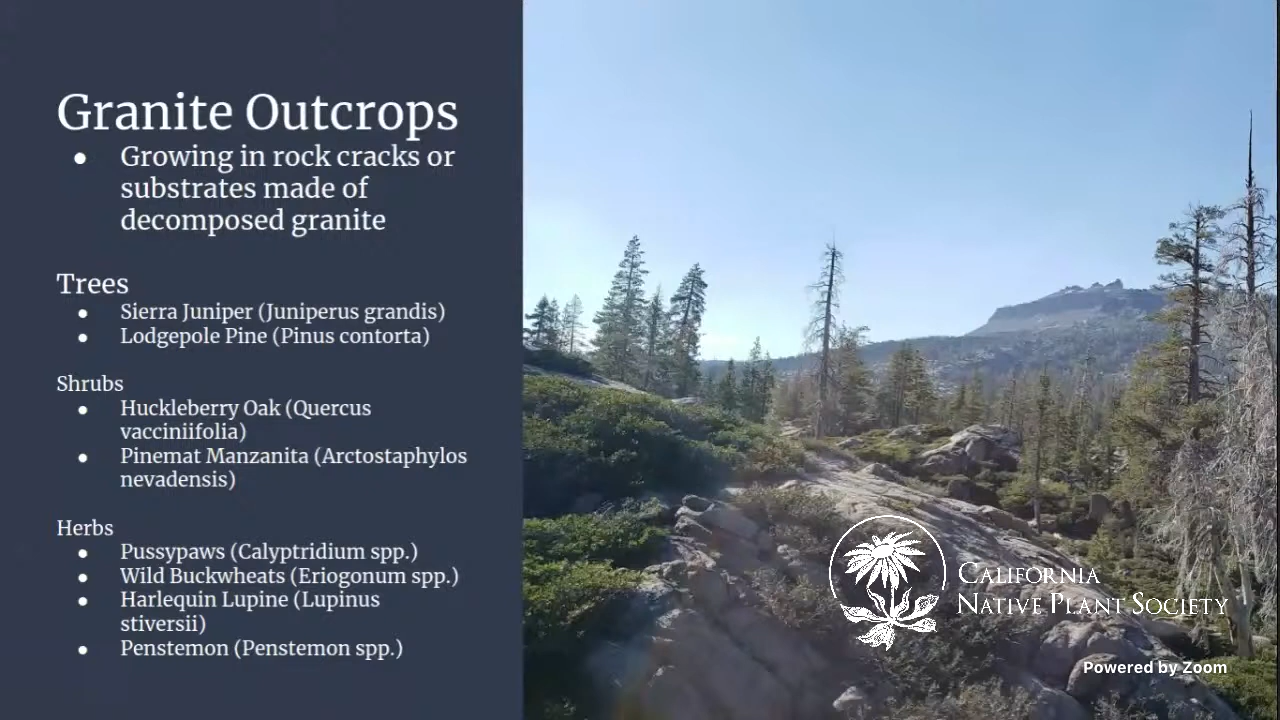 Granite Outcrops
● Growing in rock cracks or
substrates made of
decomposed granite
Trees
● Sierra Juniper (Juniperus grandis)
● Lodgepole Pine (Pinus contorta)
Shrubs
● Huckleberry Oak (Quercus
vacciniifolia)
● Pinemat Manzanita (Arctostaphylos
nevadensis)
Herbs
● Pussypaws (Calyptridium spp.)
● Wild Buckwheats (Eriogonum spp.)
● Harlequin Lupine (Lupinus
stiversii)
● Penstemon (Penstemon spp.)
California
Native Plant Society
Powered by Zoom